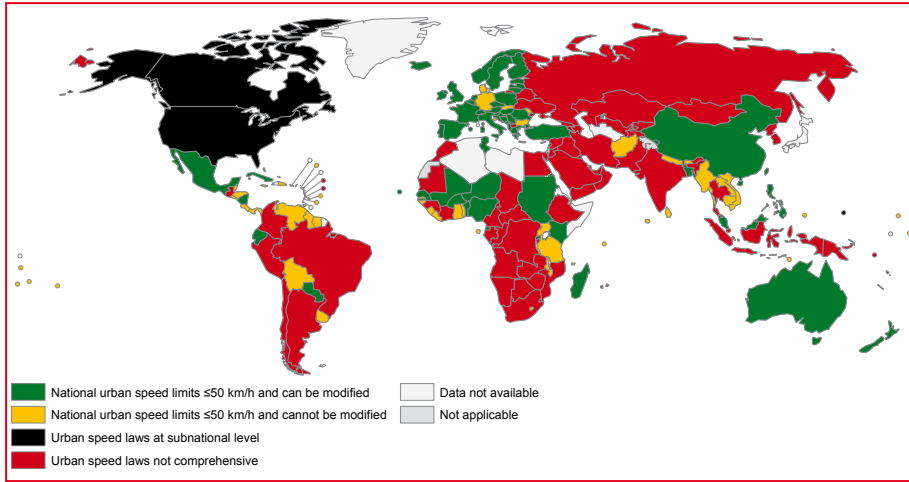 National urban speed limits ≤50 km/h and can be modified
National urban speed limits ≤50 km/h and cannot be modified
Urban speed laws at subnational level
Urban speed laws not comprehensive
Data not available
Not applicable